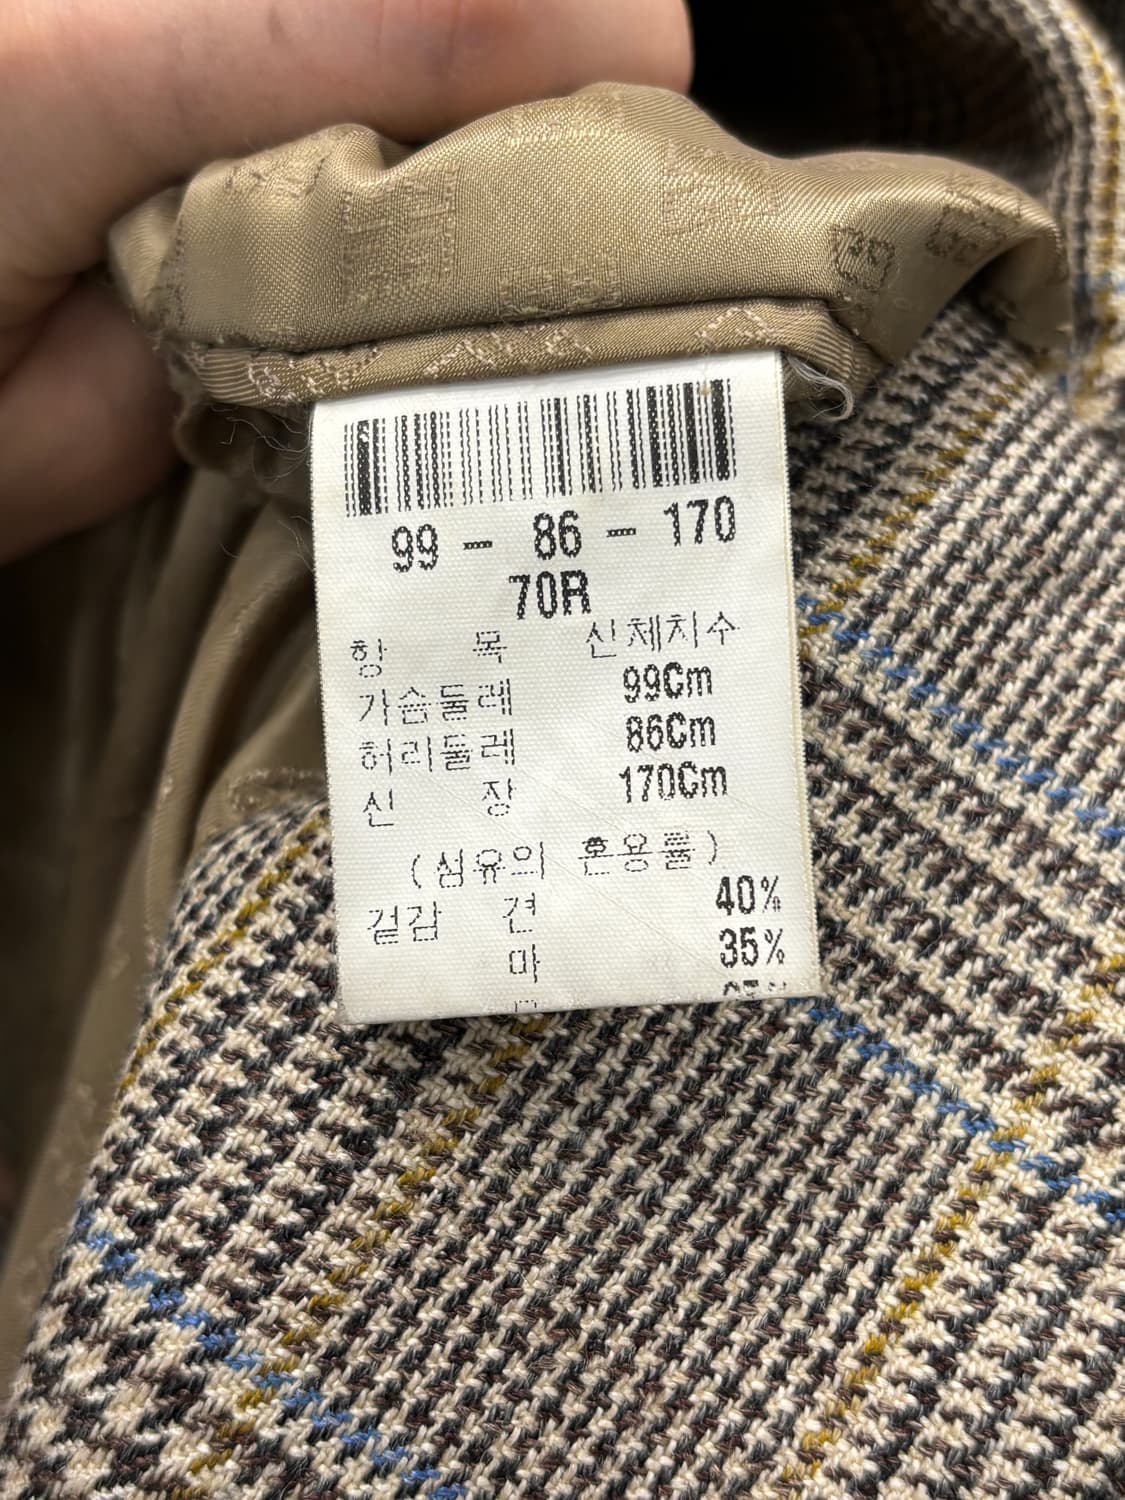 99 - 86 - 170
70R
항 목 신체치수
가슴둘레 99Cm
허리둘레 86Cm
신 장 170Cm
(섬유의 혼용률)
겉감 견 40%
마 35%